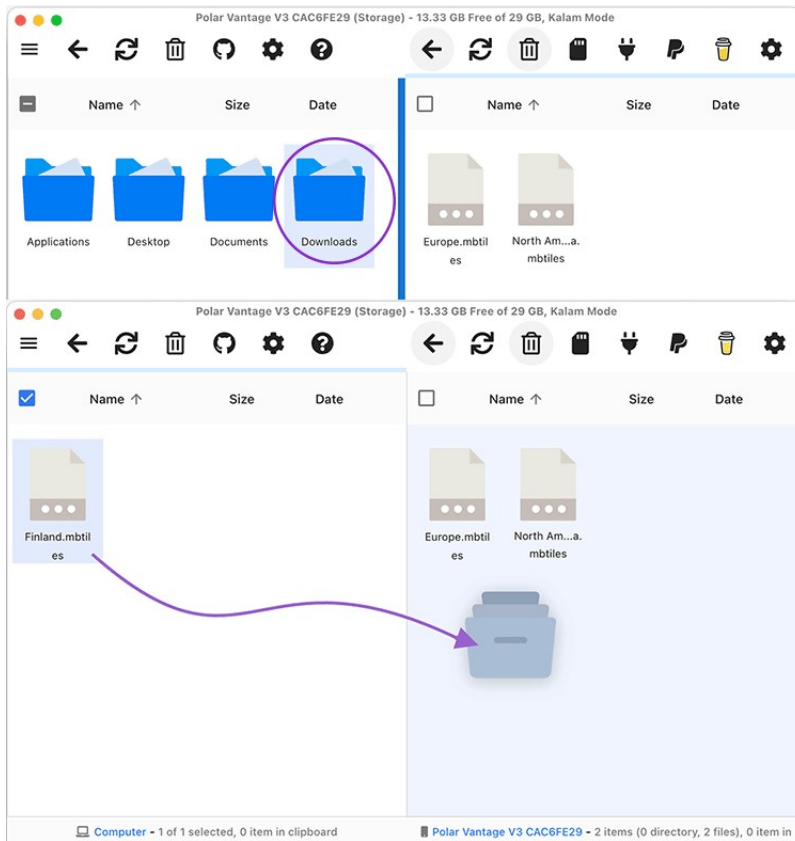 Polar Vantage V3 CAC6FE29 (Storage) - 13.33 GB Free of 29 GB, Kalam Mode
Name ↑ Size Date
Name ↑ Size Date
Applications
Desktop
Documents
Downloads
Europe.mbtil
es
North Am...a.
mbtiles
Polar Vantage V3 CAC6FE29 (Storage) - 13.33 GB Free of 29 GB, Kalam Mode
Name ↑ Size Date
Name ↑ Size Date
Finland.mbtil
es
Europe.mbtil
es
North Am...a.
mbtiles
Computer - 1 of 1 selected, 0 item in clipboard
Polar Vantage V3 CAC6FE29 - 2 items (0 directory, 2 files), 0 item in